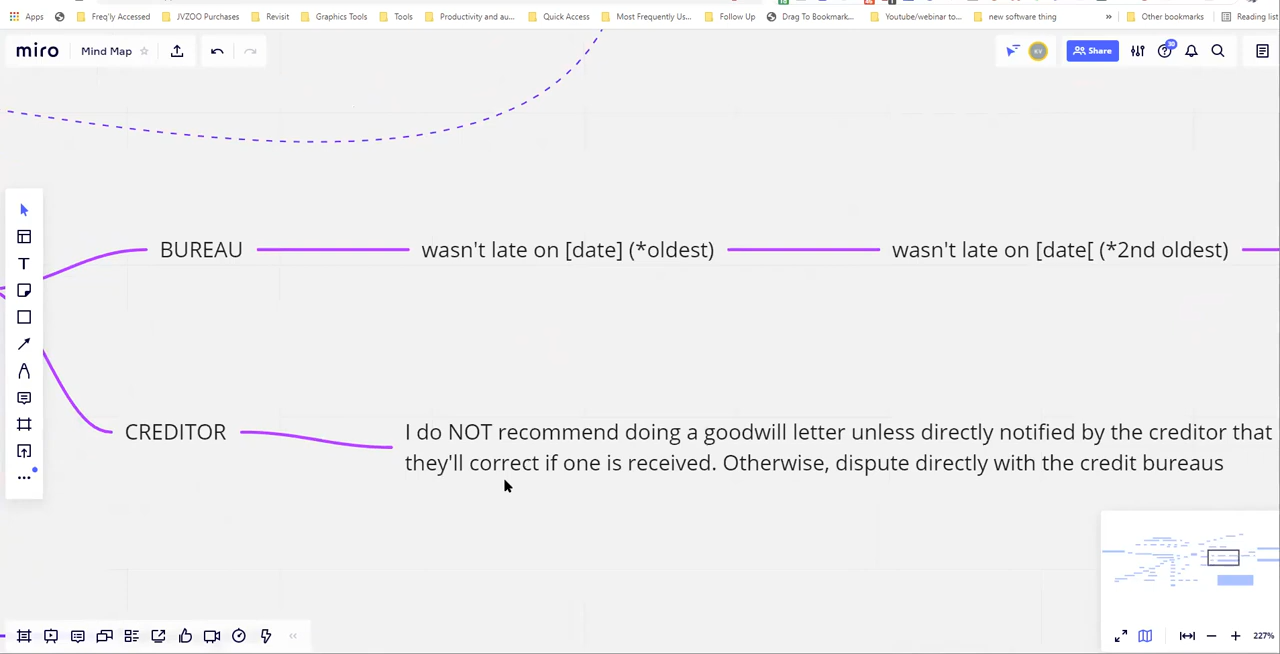 Apps
Freq'lly Accessed
JVZOO Purchases
Revisit
Graphics Tools
Tools
Productivity and au...
Quick Access
Most Frequently Us...
Follow Up
Drag To Bookmark...
Youtube/webinar to...
new software thing
»
Other bookmarks
Reading list
miro
Mind Map
Share
30
BUREAU
wasn't late on [date] (*oldest)
wasn't late on [date[ (*2nd oldest)
CREDITOR
I do NOT recommend doing a goodwill letter unless directly notified by the creditor that
they'll correct if one is received. Otherwise, dispute directly with the credit bureaus
227%